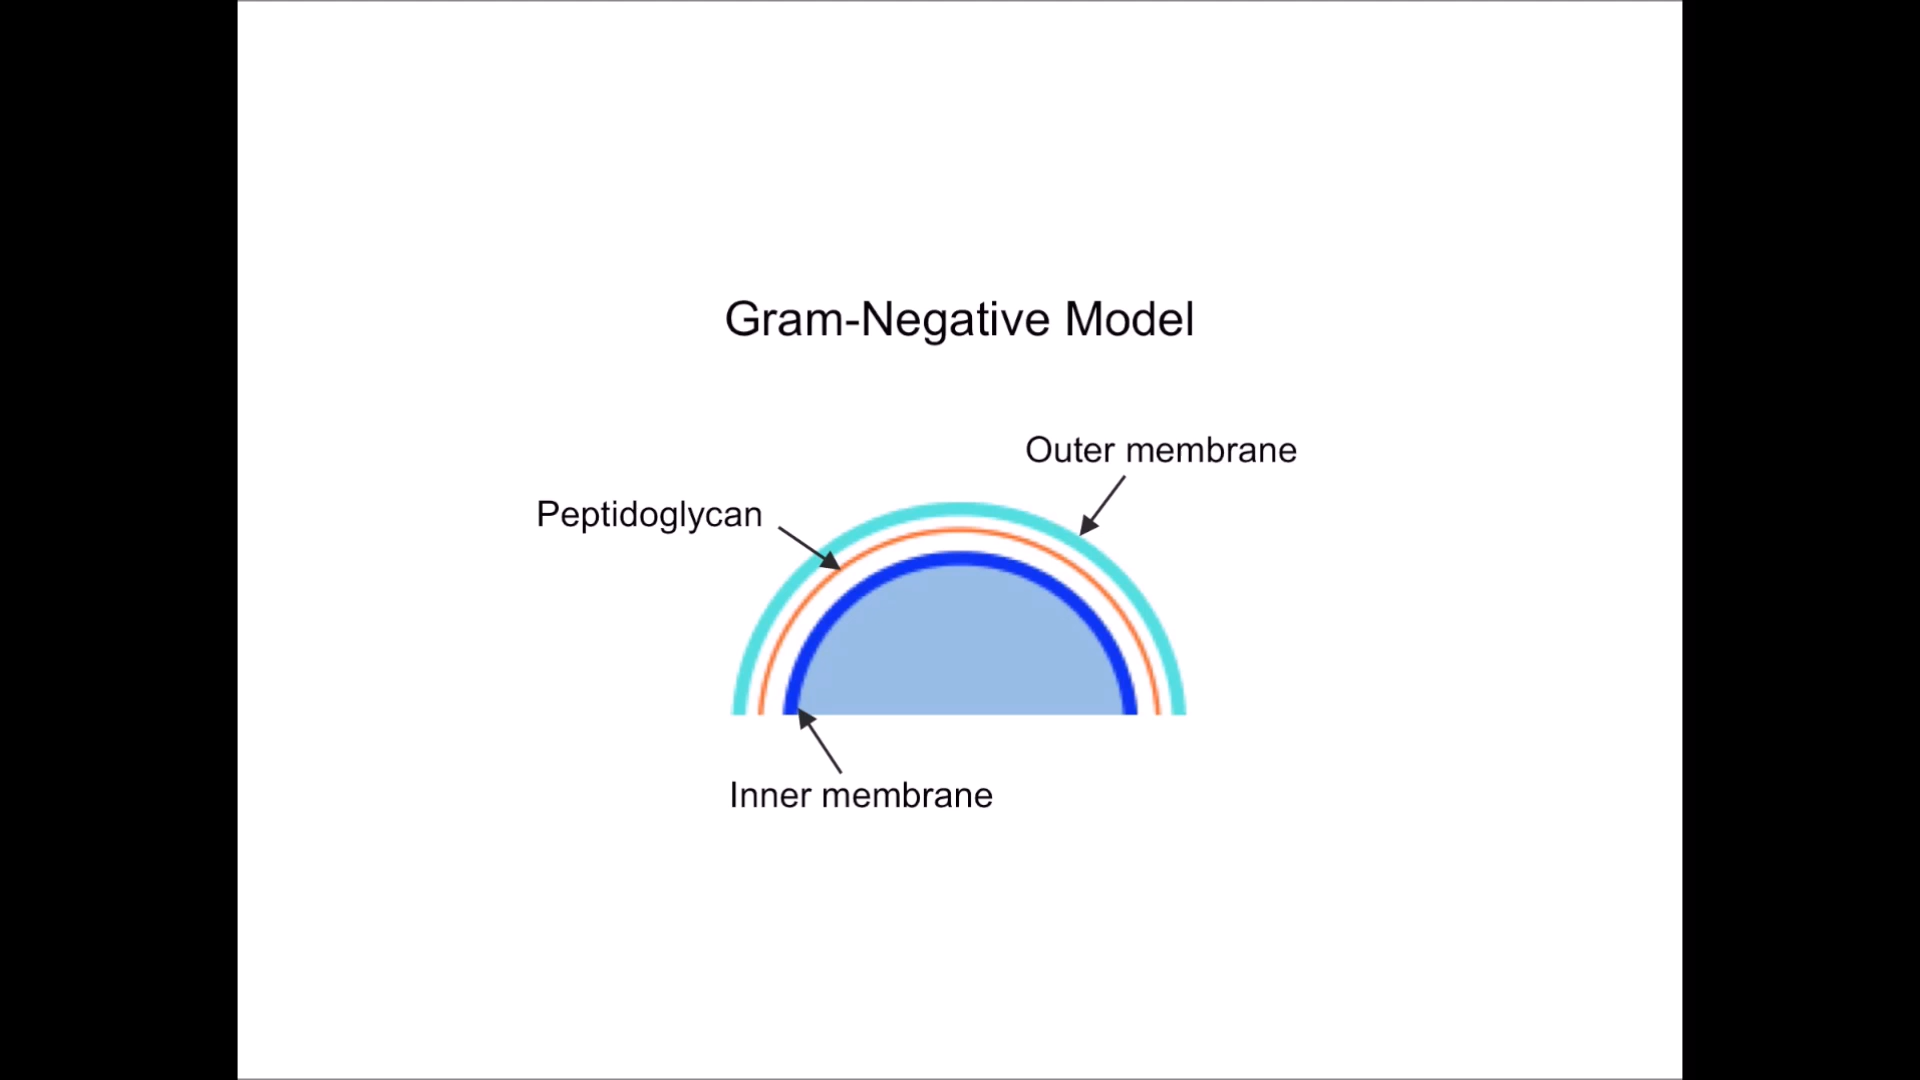 Gram-Negative Model
Outer membrane
Peptidoglycan
Inner membrane